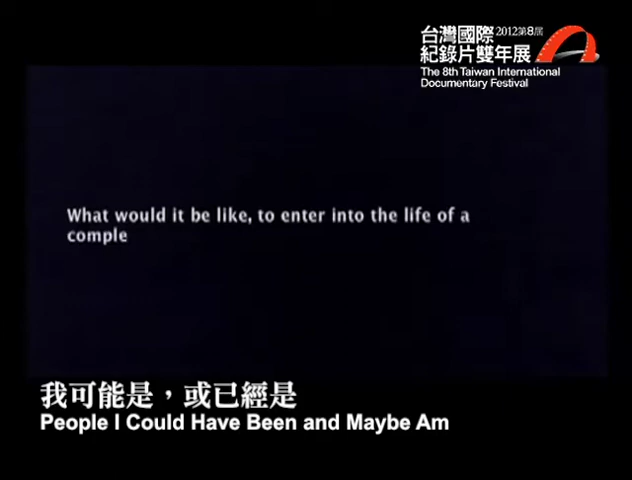 台灣國際 2012第8屆
紀錄片雙年展
The 8th Taiwan International
Documentary Festival
What would it be like, to enter into the life of a
comple
我可能是，或已經是
People I Could Have Been and Maybe Am